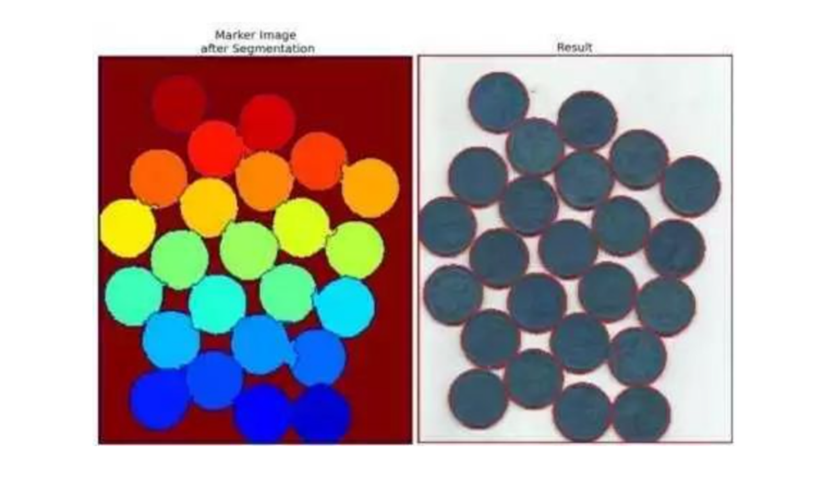 Marker Image
after Segmentation
Result